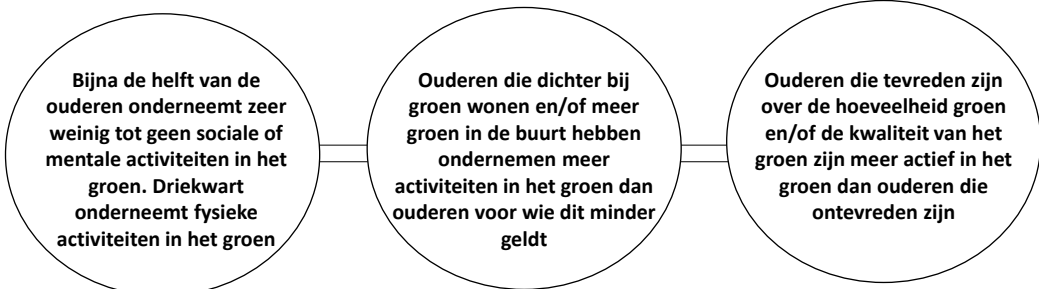 Bijna de helft van de
ouderen onderneemt zeer
weinig tot geen sociale of
mentale activiteiten in het
groen. Driekwart
onderneemt fysieke
activiteiten in het groen
Ouderen die dichter bij
groen wonen en/of meer
groen in de buurt hebben
ondernemen meer
activiteiten in het groen dan
ouderen voor wie dit minder
geldt
Ouderen die tevreden zijn
over de hoeveelheid groen
en/of de kwaliteit van het
groen zijn meer actief in het
groen dan ouderen die
ontevreden zijn